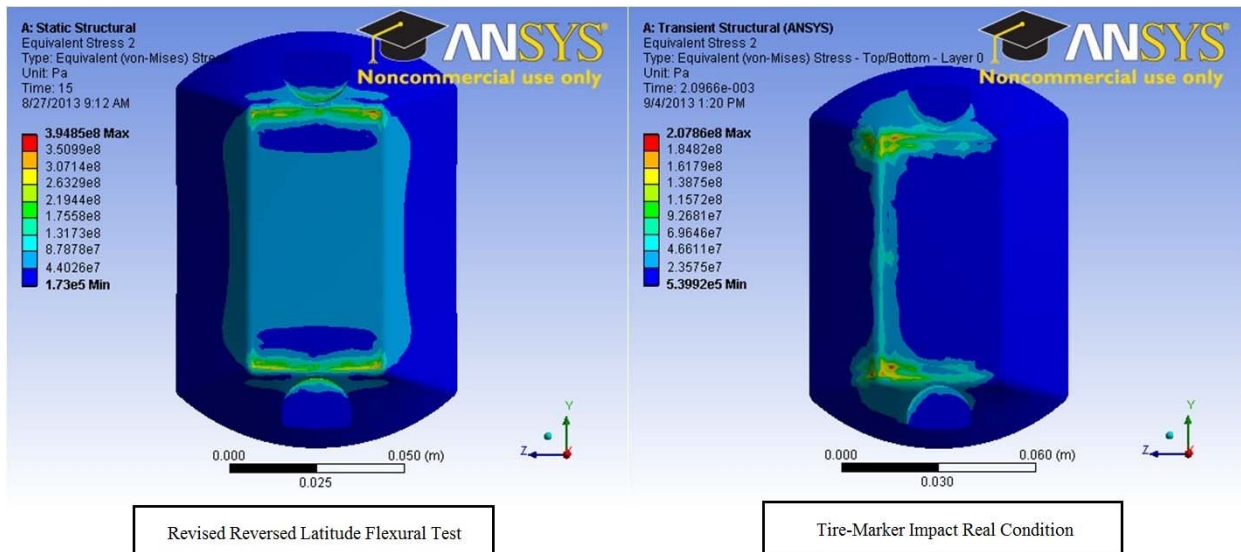 A: Static Structural
Equivalent Stress 2
Type: Equivalent (von-Mises) Stre
Unit: Pa
Time: 15
8/27/2013 9:12 AM
ANSYS
Noncommercial use only
3.9485e8 Max
3.5099e8
3.0714e8
2.6329e8
2.1944e8
1.7558e8
1.3173e8
8.7878e7
4.4026e7
1.73e5 Min
Y
Z
0.000
0.050 (m)
0.025
Revised Reversed Latitude Flexural Test
A: Transient Structural (ANSYS)
Equivalent Stress 2
Type: Equivalent (von-Mises) Stress - Top/Bottom - Layer 0
Unit: Pa
Time: 2.0966e-003
9/4/2013 1:20 PM
ANSYS
Noncommercial use only
2.0786e8 Max
1.8482e8
1.6179e8
1.3875e8
1.1572e8
9.2681e7
6.9646e7
4.6611e7
2.3575e7
5.3992e5 Min
Y
Z
0.000
0.060 (m)
0.030
Tire-Marker Impact Real Condition